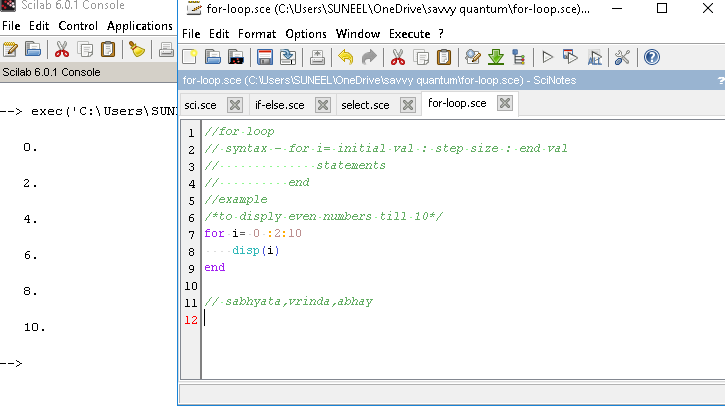 Scilab 6.0.1 Console
File Edit Control Applications
Scilab 6.0.1 Console
--> exec('C:\Users\SUNE
0.
2.
4.
6.
8.
10.
-->
for-loop.sce (C:\Users\SUNEEL\OneDrive\savvy quantum\for-loop.sce)...
File Edit Format Options Window Execute ?
for-loop.sce (C:\Users\SUNEEL\OneDrive\savvy quantum\for-loop.sce) - SciNotes
sci.sce if-else.sce select.sce for-loop.sce
1 //for loop
2 // syntax - for i= initial val : step size : end val
3 // statements
4 // end
5 //example
6 /*to disply even numbers till 10*/
7 for i= 0 :2:10
8 disp(i)
9 end
10
11 // sabhyata,vrinda,abhay
12